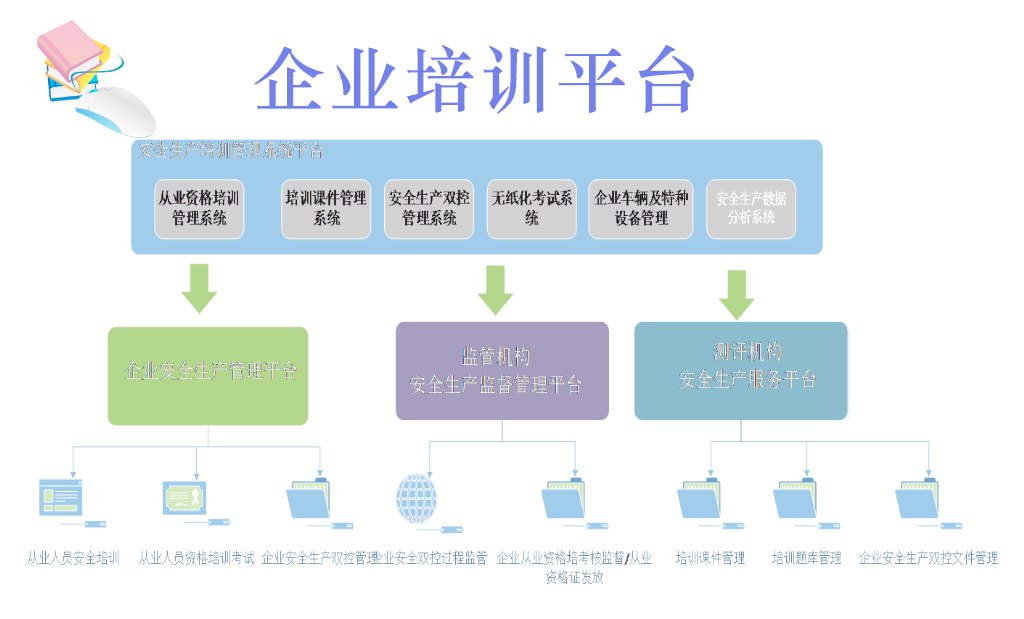 企业培训平台
安全生产培训管理系统平台
从业资格培训
管理系统
培训课件管理
系统
安全生产双控
管理系统
无纸化考试系
统
企业车辆及特种
设备管理
安全生产数据
分析系统
企业安全生产管理平台
监管机构
安全生产监督管理平台
测评机构
安全生产服务平台
从业人员安全培训
从业人员资格培训考试
企业安全生产双控管理
企业安全双控过程监管
企业从业资格培考核监督/从业
资格证发放
培训课件管理
培训题库管理
企业安全生产双控文件管理